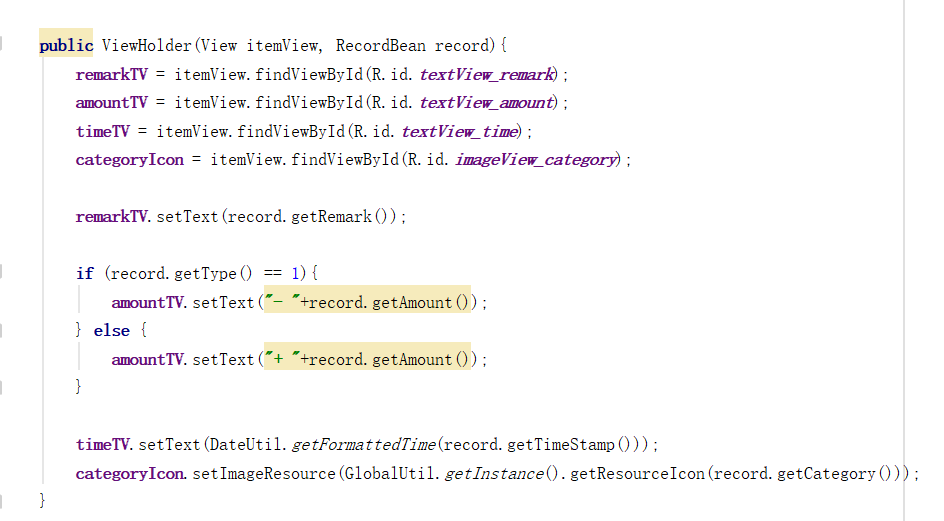 public ViewHolder(View itemView, RecordBean record){
remarkTV = itemView.findViewById(R.id.textView_remark);
amountTV = itemView.findViewById(R.id.textView_amount);
timeTV = itemView.findViewById(R.id.textView_time);
categoryIcon = itemView.findViewById(R.id.imageView_category);
remarkTV.setText(record.getRemark());
if (record.getType() == 1){
amountTV.setText("- "+record.getAmount());
} else {
amountTV.setText("+ "+record.getAmount());
}
timeTV.setText(DateUtil.getFormattedTime(record.getTimeStamp()));
categoryIcon.setImageResource(GlobalUtil.getInstance().getResourceIcon(record.getCategory()));
}